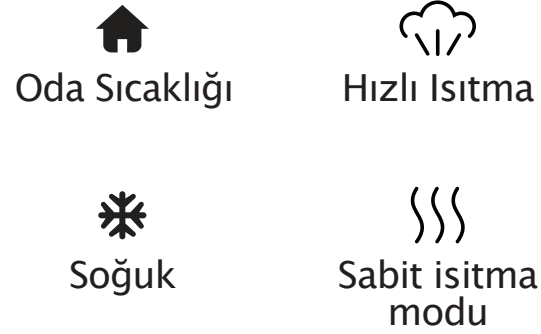 Oda Sıcaklığı
Hızlı Isıtma
Soğuk
Sabit isitma
modu